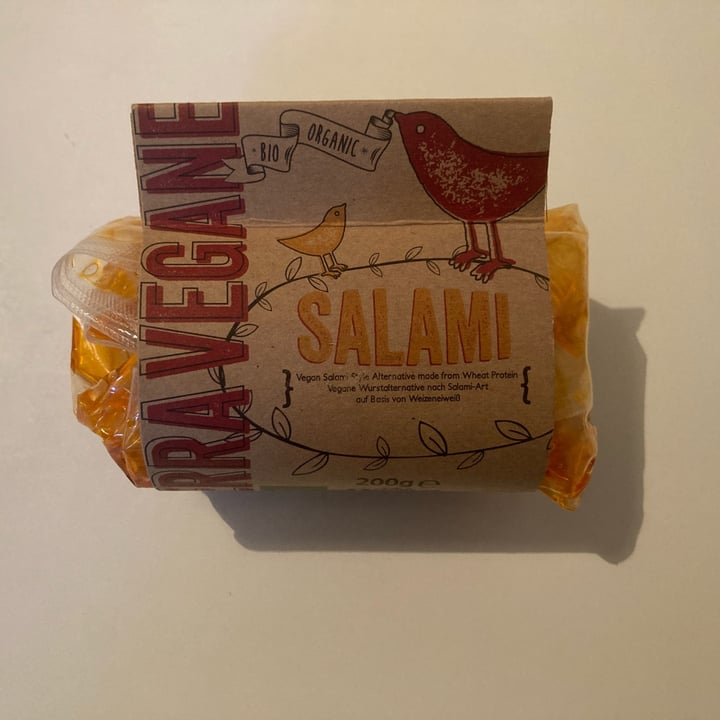 BIO ORGANIC
RRA VEGANE
SALAMI
Vegan Salami Style Alternative made from Wheat Protein
Vegane Wurstalternative nach Salami-Art
auf Basis von Weizeneiweiß
200g ℮